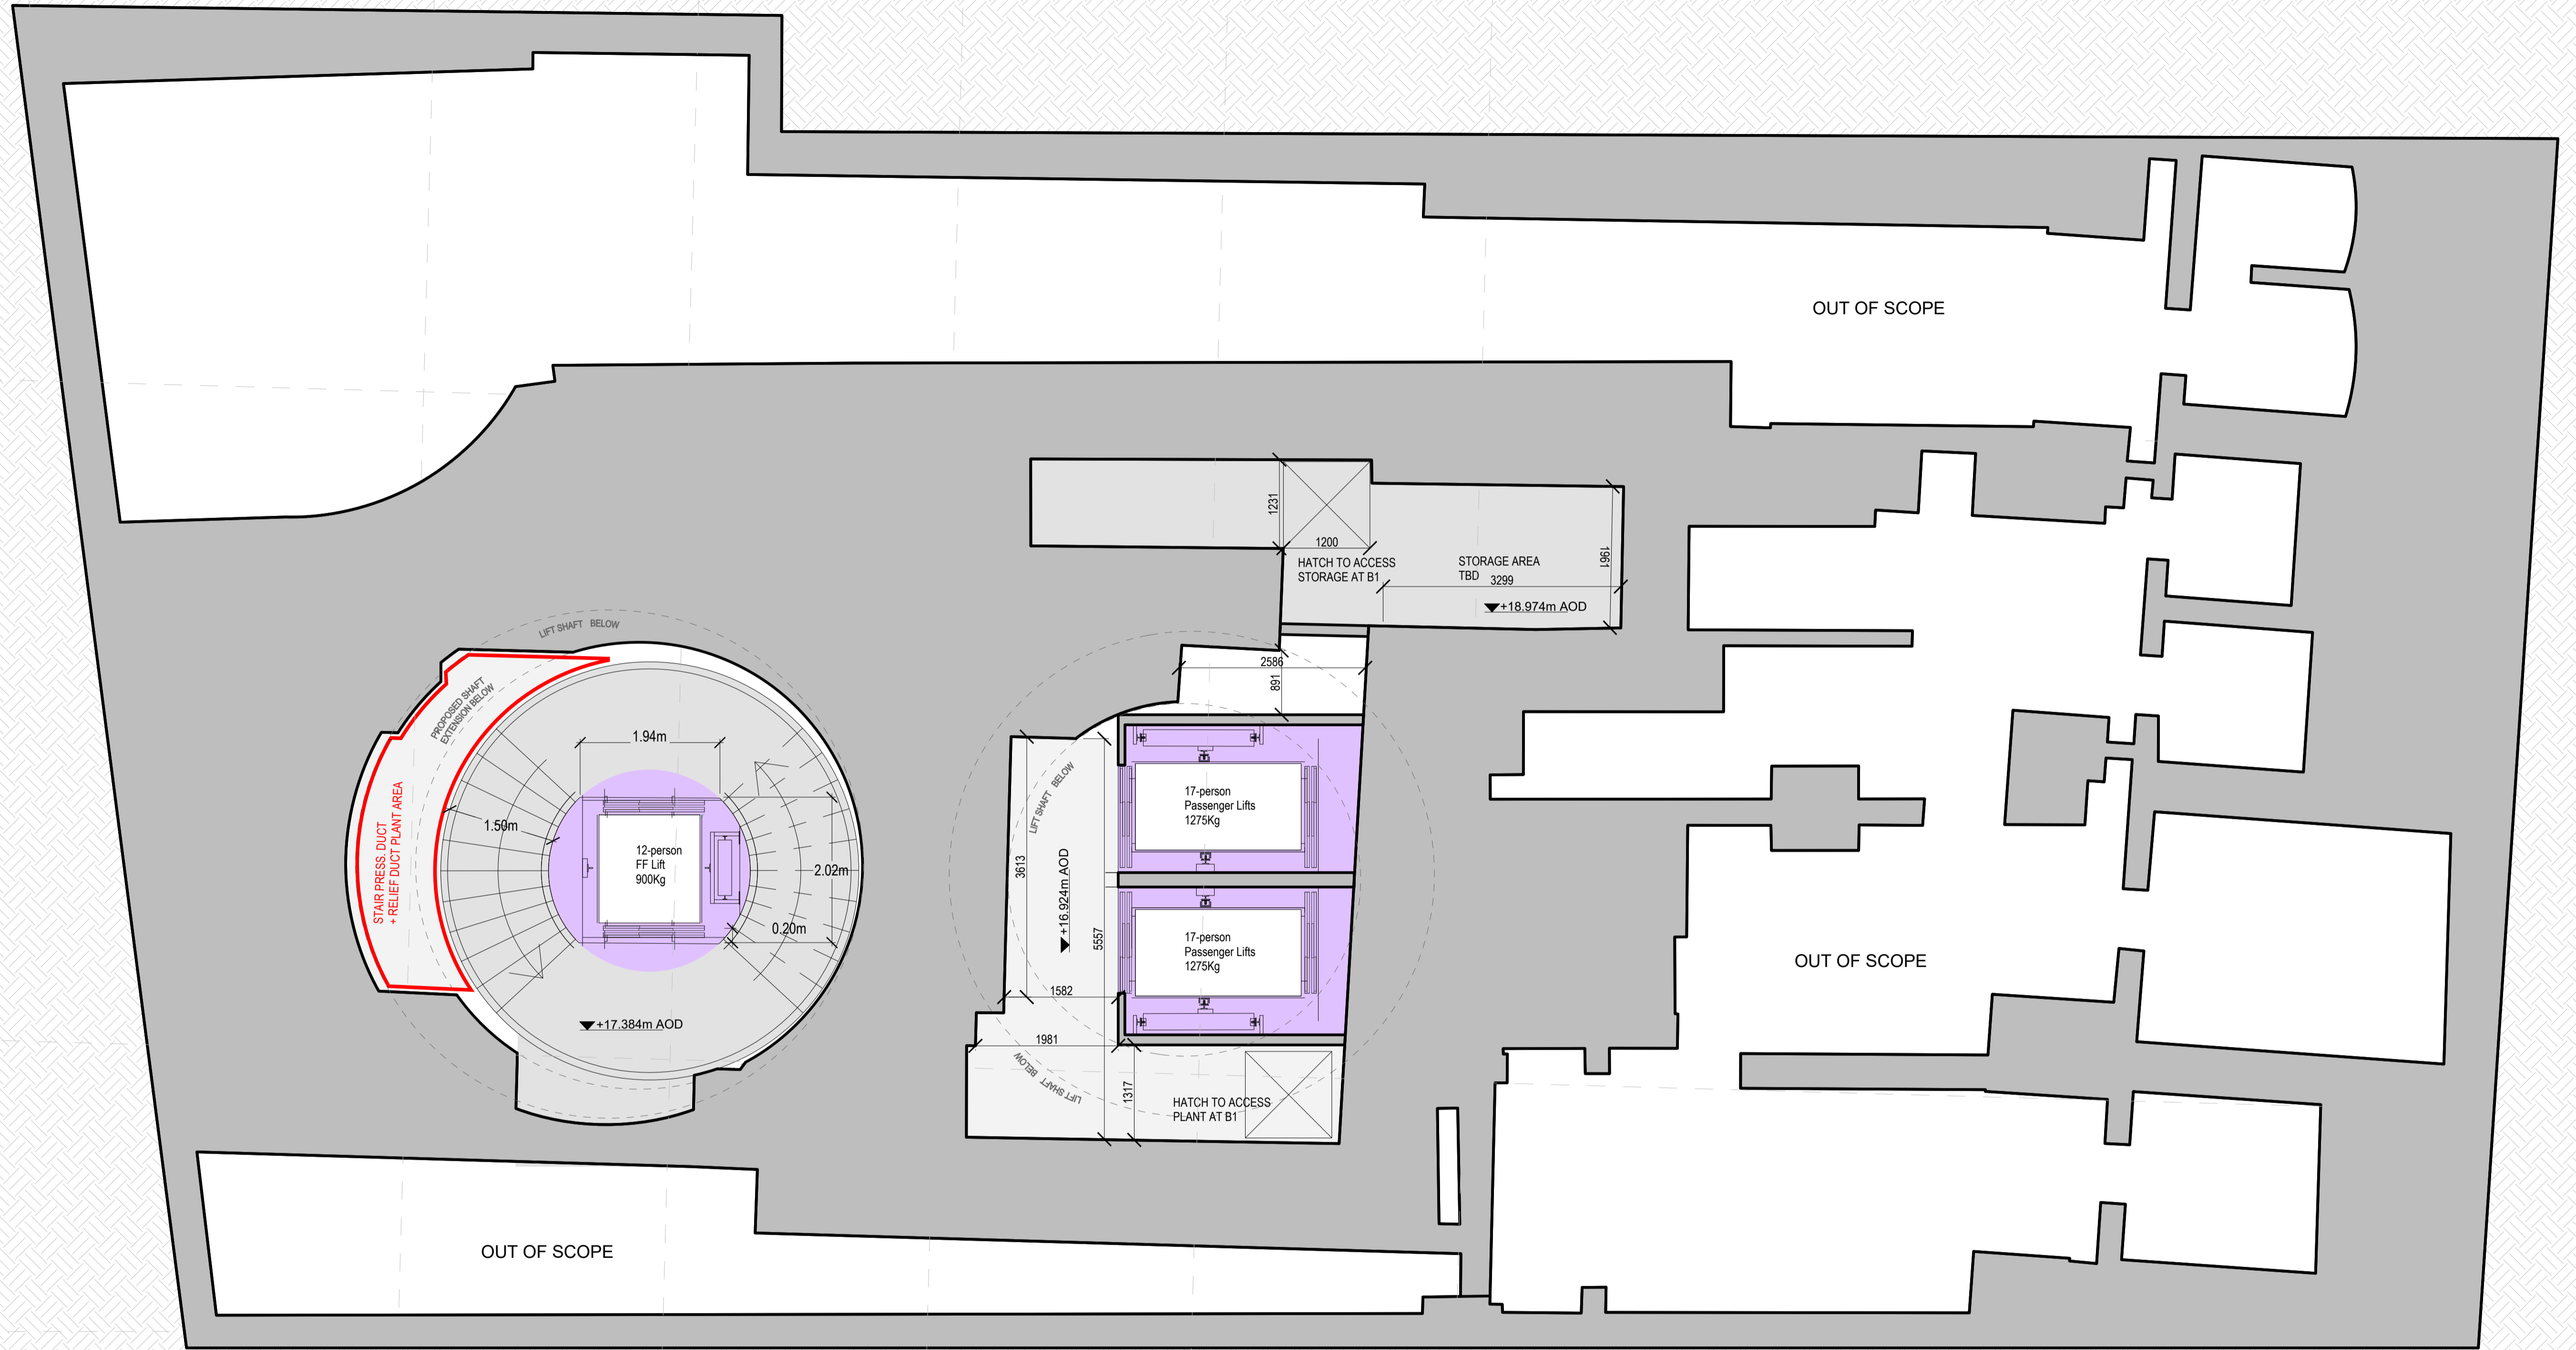 OUT OF SCOPE
1231
1200
HATCH TO ACCESS
STORAGE AT B1
STORAGE AREA
TBD
3299
1961
+18.974m AOD
LIFT SHAFT BELOW
PROPOSED SHAFT
EXTENSION BELOW
STAIR PRESS. DUCT
+ RELIEF DUCT PLANT AREA
1.94m
1.50m
12-person
FF Lift
900Kg
2.02m
0.20m
+17.384m AOD
2586
891
LIFT SHAFT BELOW
3613
+16.924m AOD
5557
1582
1981
1317
LIFT SHAFT BELOW
17-person
Passenger Lifts
1275Kg
17-person
Passenger Lifts
1275Kg
HATCH TO ACCESS
PLANT AT B1
OUT OF SCOPE
OUT OF SCOPE